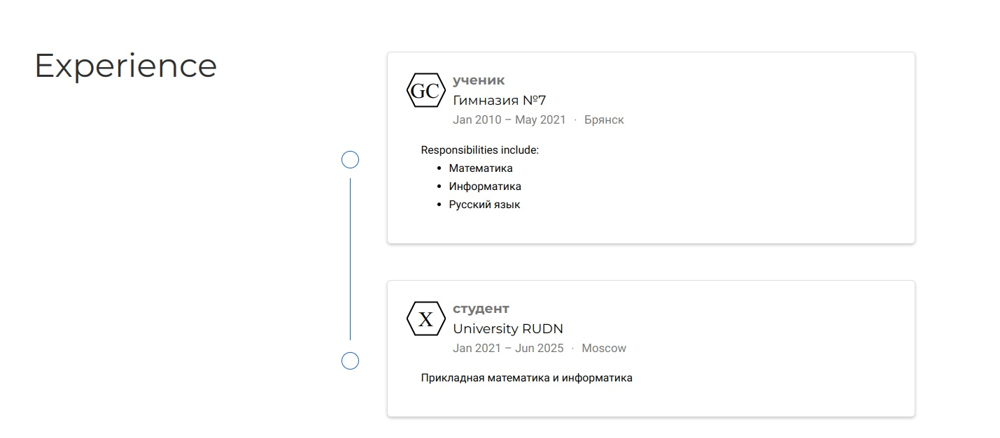 Experience
GC
ученик
Гимназия №7
Jan 2010 – May 2021 · Брянск
Responsibilities include:
• Математика
• Информатика
• Русский язык
X
студент
University RUDN
Jan 2021 – Jun 2025 · Moscow
Прикладная математика и информатика